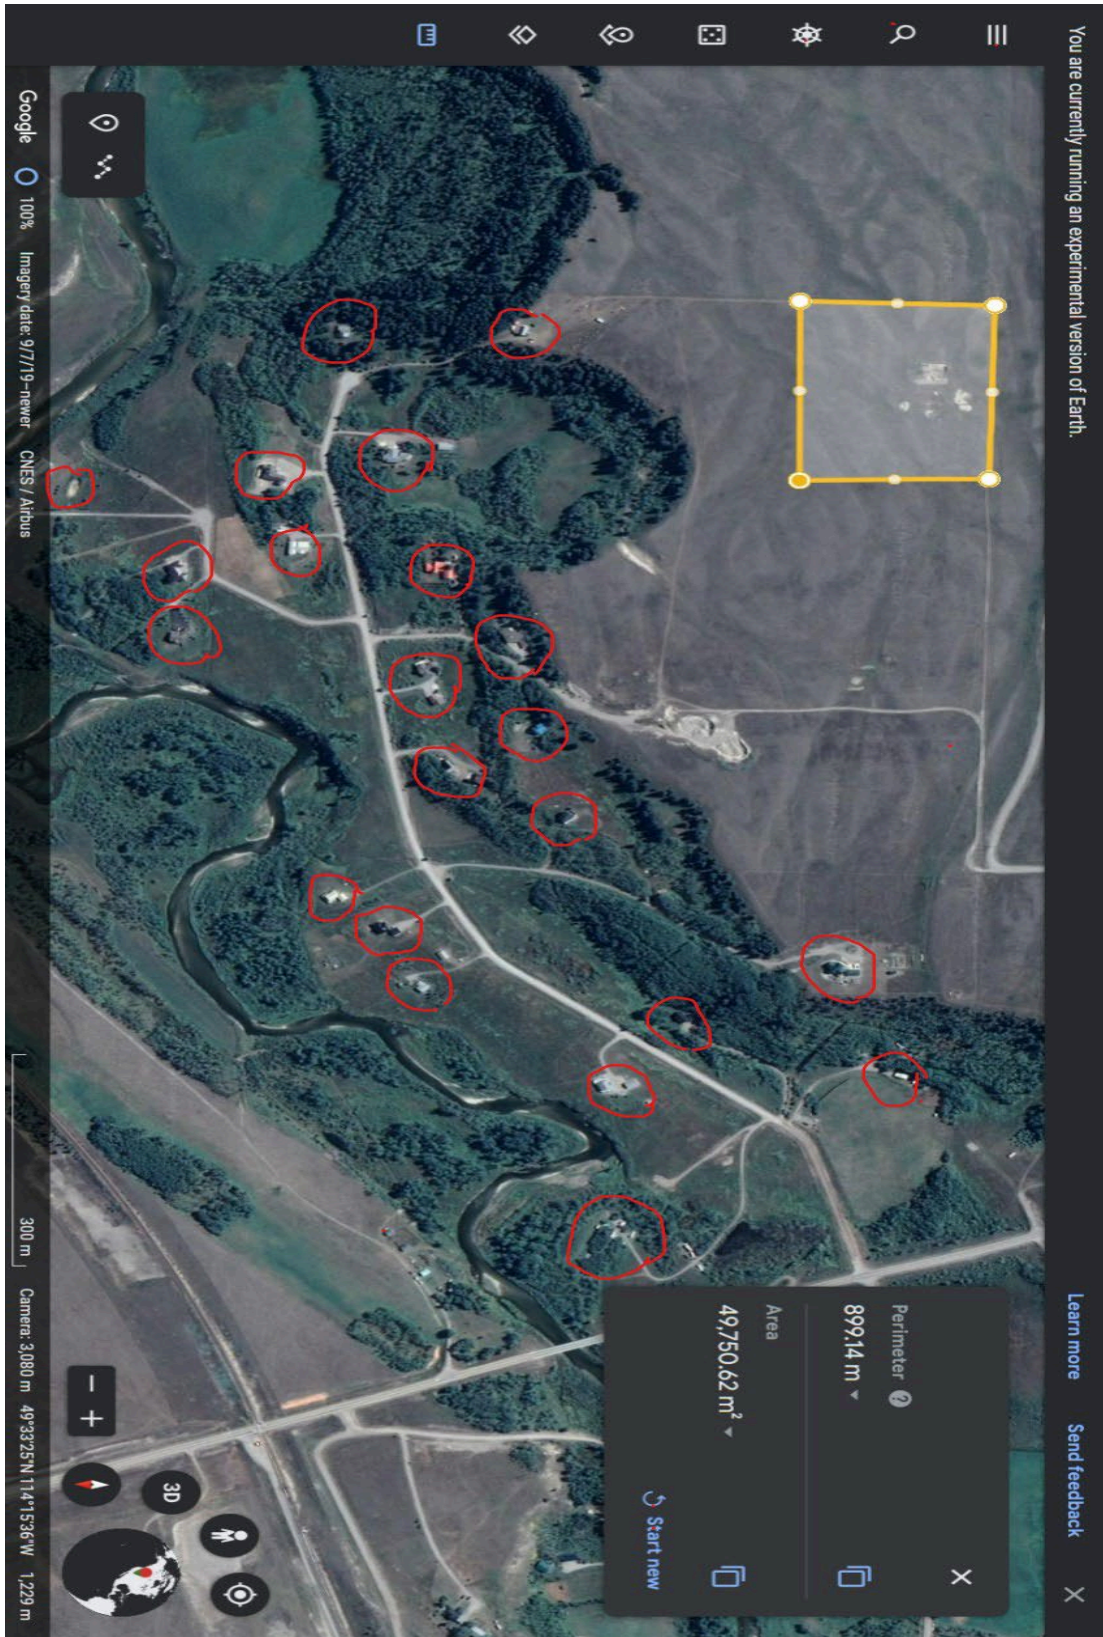 You are currently running an experimental version of Earth.
Learn more
Send feedback
Perimeter
899.14 m
Area
49,750.62 m²
Start new
3D
Google
100%
Imagery date: 9/7/19–newer
CNES / Airbus
300 m
Camera: 3,080 m
49°33'25"N 114°15'36"W
1,229 m